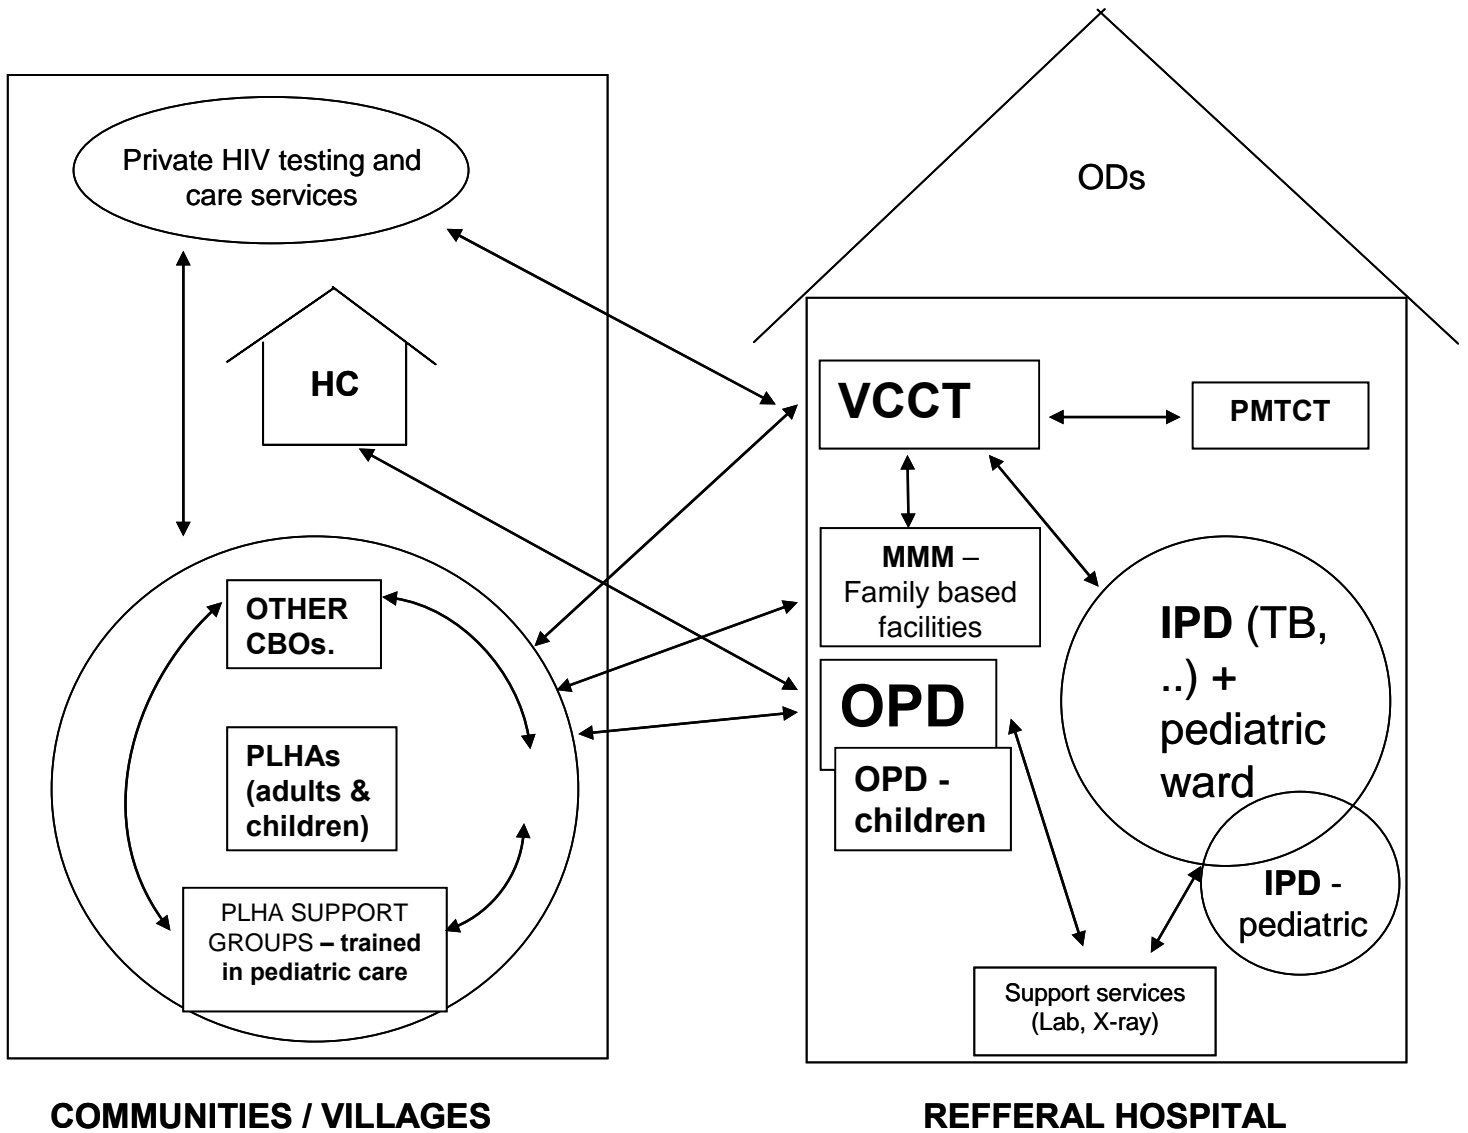 Private HIV testing and
care services
HC
OTHER
CBOs.
PLHAs
(adults &
children)
PLHA SUPPORT
GROUPS – trained
in pediatric care
COMMUNITIES / VILLAGES
ODs
VCCT
PMTCT
MMM –
Family based
facilities
OPD
OPD -
children
IPD (TB,
..) +
pediatric
ward
IPD -
pediatric
Support services
(Lab, X-ray)
REFFERAL HOSPITAL